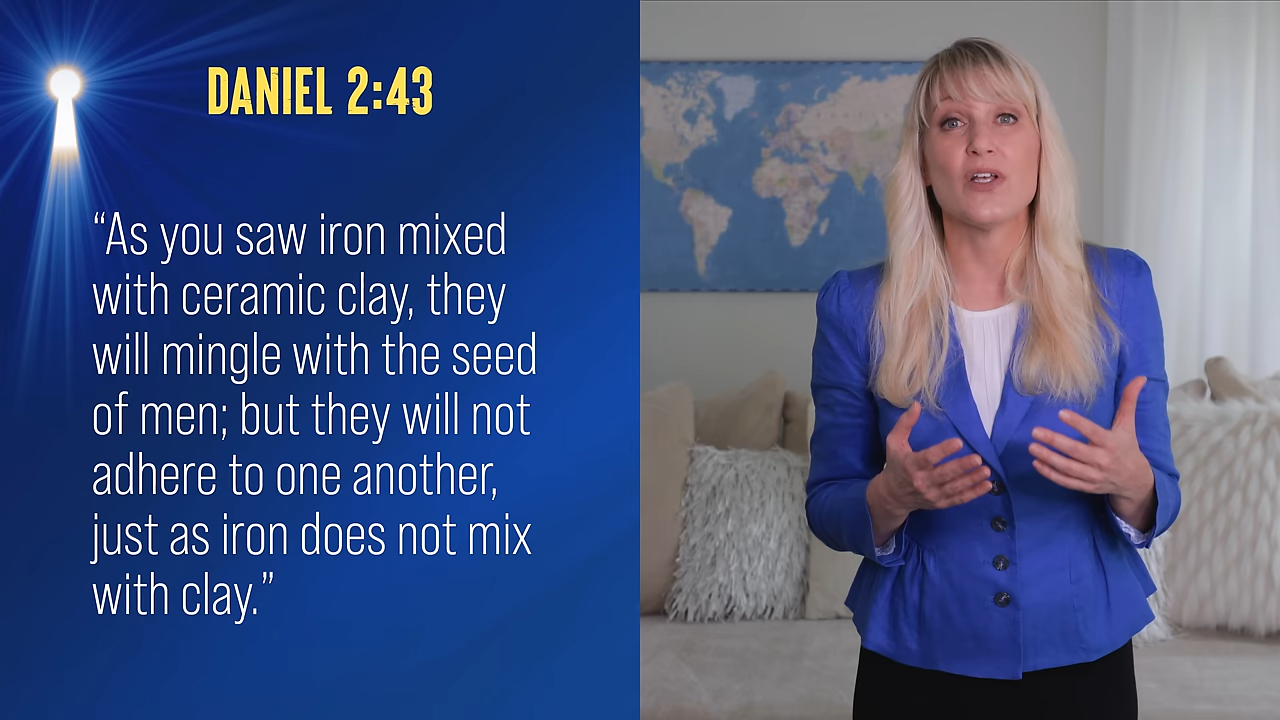 DANIEL 2:43
“As you saw iron mixed
with ceramic clay, they
will mingle with the seed
of men; but they will not
adhere to one another,
just as iron does not mix
with clay.”